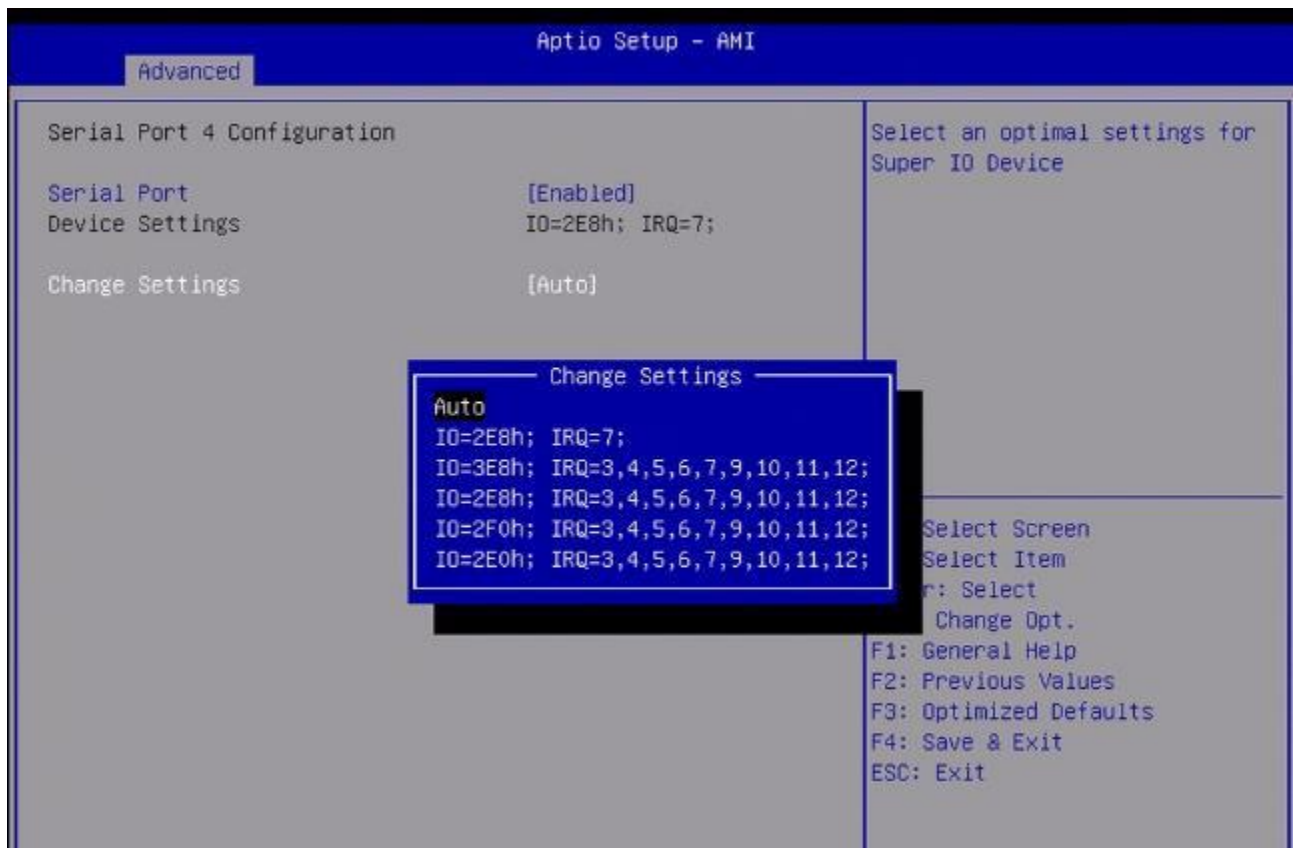 Aptio Setup – AMI
Advanced
Serial Port 4 Configuration
Serial Port [Enabled]
Device Settings IO=2E8h; IRQ=7;
Change Settings [Auto]
Select an optimal settings for
Super IO Device
Change Settings
Auto
IO=2E8h; IRQ=7;
IO=3E8h; IRQ=3,4,5,6,7,9,10,11,12;
IO=2E8h; IRQ=3,4,5,6,7,9,10,11,12;
IO=2F0h; IRQ=3,4,5,6,7,9,10,11,12;
IO=2E0h; IRQ=3,4,5,6,7,9,10,11,12;
Select Screen
Select Item
r: Select
Change Opt.
F1: General Help
F2: Previous Values
F3: Optimized Defaults
F4: Save & Exit
ESC: Exit